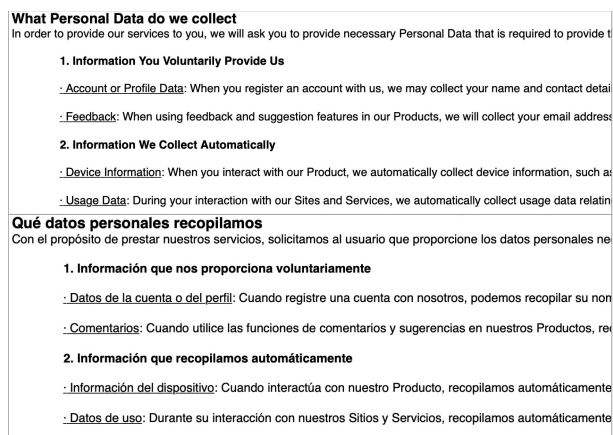 What Personal Data do we collect
In order to provide our services to you, we will ask you to provide necessary Personal Data that is required to provide
1. Information You Voluntarily Provide Us
· Account or Profile Data: When you register an account with us, we may collect your name and contact
· Feedback: When using feedback and suggestion features in our Products, we will collect your email address
2. Information We Collect Automatically
· Device Information: When you interact with our Product, we automatically collect device information, such as
· Usage Data: During your interaction with our Sites and Services, we automatically collect usage data
Qué datos personales recopilamos
Con el propósito de prestar nuestros servicios, solicitamos al usuario que proporcione los datos personales
1. Información que nos proporciona voluntariamente
· Datos de la cuenta o del perfil: Cuando registre una cuenta con nosotros, podemos recopilar su
· Comentarios: Cuando utilice las funciones de comentarios y sugerencias en nuestros Productos,
2. Información que recopilamos automáticamente
· Información del dispositivo: Cuando interactúa con nuestro Producto, recopilamos automáticamente
· Datos de uso: Durante su interacción con nuestros Sitios y Servicios, recopilamos automáticamente